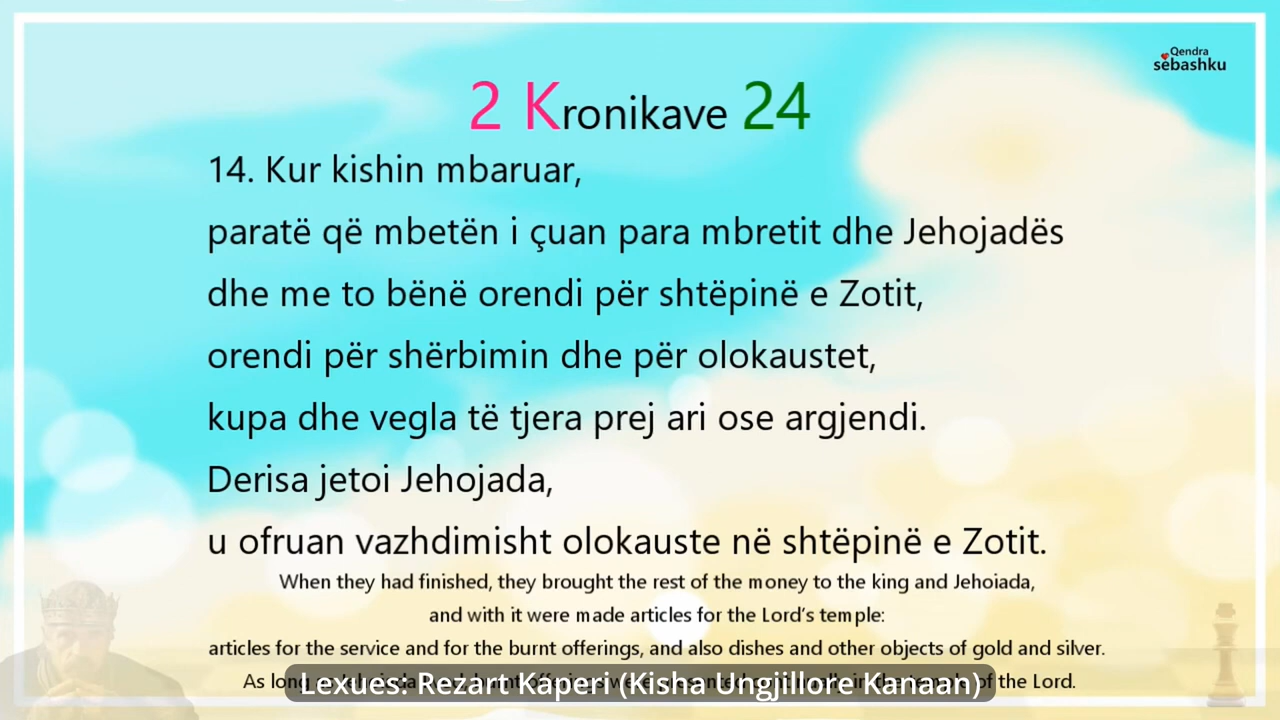 Qendra
sëbashku
2 Kronikave 24
14. Kur kishin mbaruar,
paratë që mbetën i çuan para mbretit dhe Jehojadës
dhe me to bënë orendi për shtëpinë e Zotit,
orendi për shërbimin dhe për olokaustet,
kupa dhe vegla të tjera prej ari ose argjendi.
Derisa jetoi Jehojada,
u ofruan vazhdimisht olokauste në shtëpinë e Zotit.
When they had finished, they brought the rest of the money to the king and Jehoiada,
and with it were made articles for the Lord's temple:
articles for the service and for the burnt offerings, and also dishes and other objects of gold and silver.
As long of the Lord.
Lexues: Rezart Kaperi (Kisha Ungjillore Kanaan)